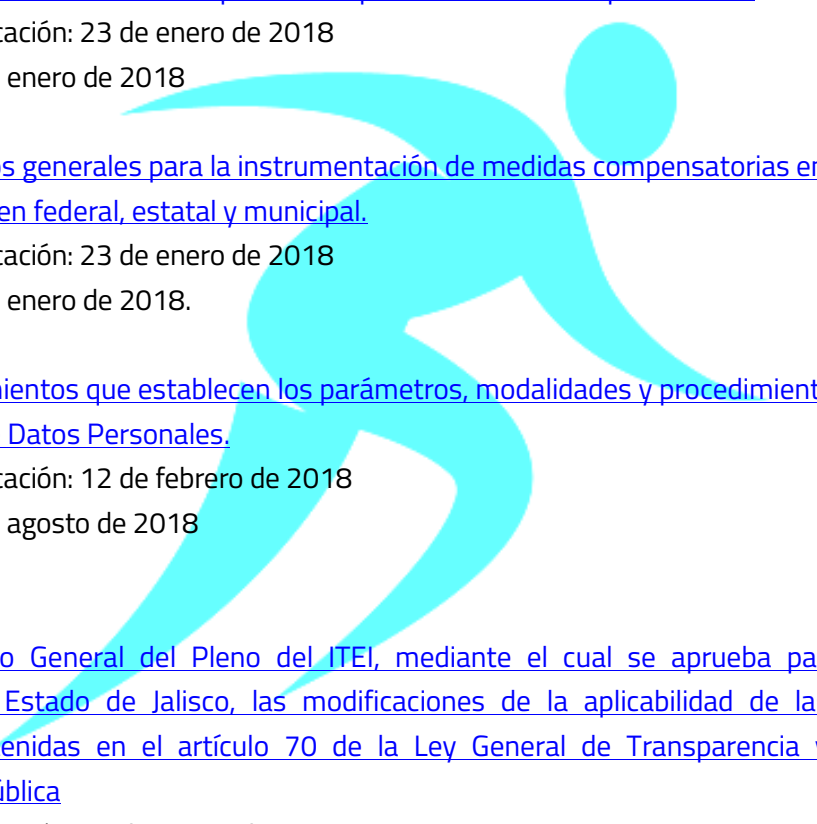 tación: 23 de enero de 2018
enero de 2018
os generales para la instrumentación de medidas compensatorias en
en federal, estatal y municipal.
tación: 23 de enero de 2018
enero de 2018.
mientos que establecen los parámetros, modalidades y procedimient
Datos Personales.
tación: 12 de febrero de 2018
agosto de 2018
o General del Pleno del ITEI, mediante el cual se aprueba pa
Estado de Jalisco, las modificaciones de la aplicabilidad de la
enidas en el artículo 70 de la Ley General de Transparencia y
ública